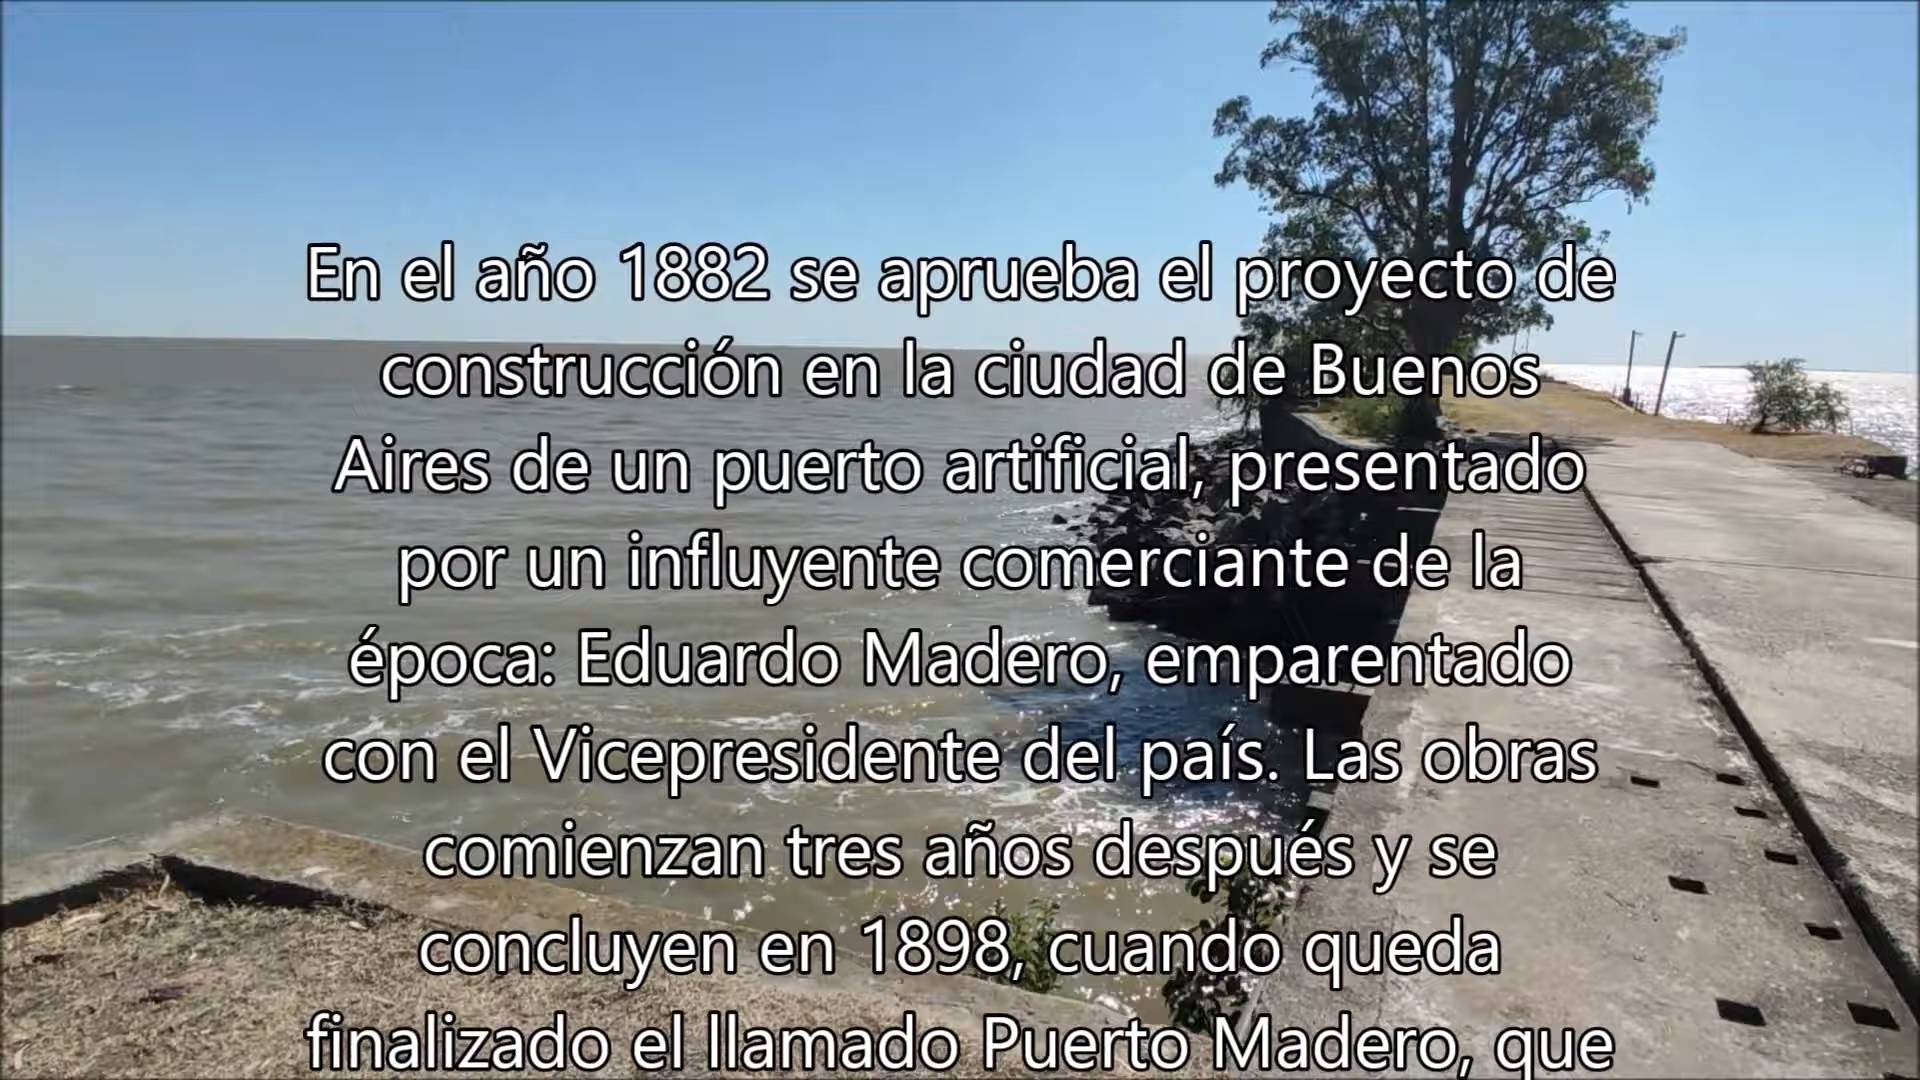 En el año 1882 se aprueba el proyecto de
construcción en la ciudad de Buenos
Aires de un puerto artificial, presentado
por un influyente comerciante de la
época: Eduardo Madero, emparentado
con el Vicepresidente del país. Las obras
comienzan tres años después y se
concluyen en 1898, cuando queda
finalizado el llamado Puerto Madero, que